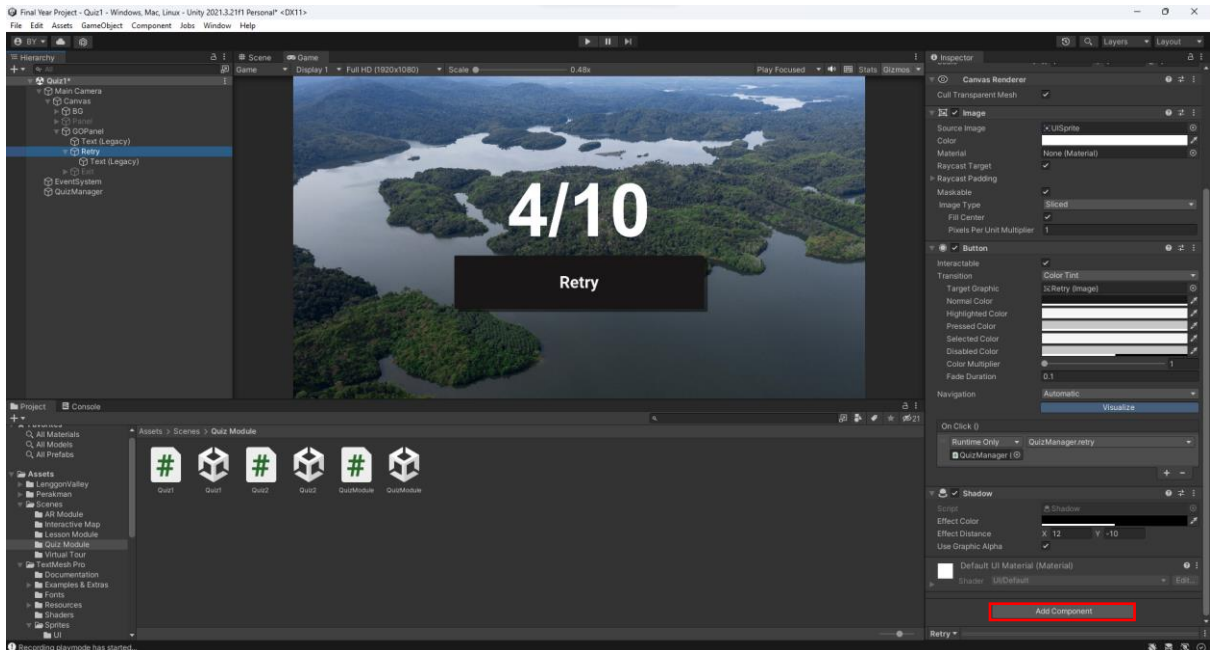 Final Year Project - Quiz1 - Windows, Mac, Linux - Unity 2021.3.21f1 Personal* <DX11>
File Edit Assets GameObject Component Jobs Window Help
BY
Layers Layout
Hierarchy
All
Quiz1*
Main Camera
Canvas
BG
Panel
GOPanel
Text (Legacy)
Retry
Text (Legacy)
Exit
EventSystem
QuizManager
Scene Game
Game Display 1 Full HD (1920x1080) Scale 0.48x Play Focused Stats Gizmos
4/10
Retry
Inspector
Canvas Renderer
Cull Transparent Mesh
Image
Source Image UISprite
Color
Material None (Material)
Raycast Target
Raycast Padding
Maskable
Image Type Sliced
Fill Center
Pixels Per Unit Multiplier 1
Button
Interactable
Transition Color Tint
Target Graphic Retry (Image)
Normal Color
Highlighted Color
Pressed Color
Selected Color
Disabled Color
Color Multiplier 1
Fade Duration 0.1
Navigation Automatic
Visualize
On Click ()
Runtime Only QuizManager.retry
QuizManager (
+ -
Shadow
Script Shadow
Effect Color
Effect Distance X 12 Y -10
Use Graphic Alpha
Default UI Material (Material)
Shader UI/Default Edit...
Add Component
Retry
Project Console
21
Favorites
All Materials
All Models
All Prefabs
Assets
LenggonValley
Perakman
Scenes
AR Module
Interactive Map
Lesson Module
Quiz Module
Virtual Tour
TextMesh Pro
Documentation
Examples & Extras
Fonts
Resources
Shaders
Sprites
UI
Assets > Scenes > Quiz Module
# # #
Quiz1 Quiz1 Quiz2 Quiz2 QuizModule QuizModule
Recording playmode has started...